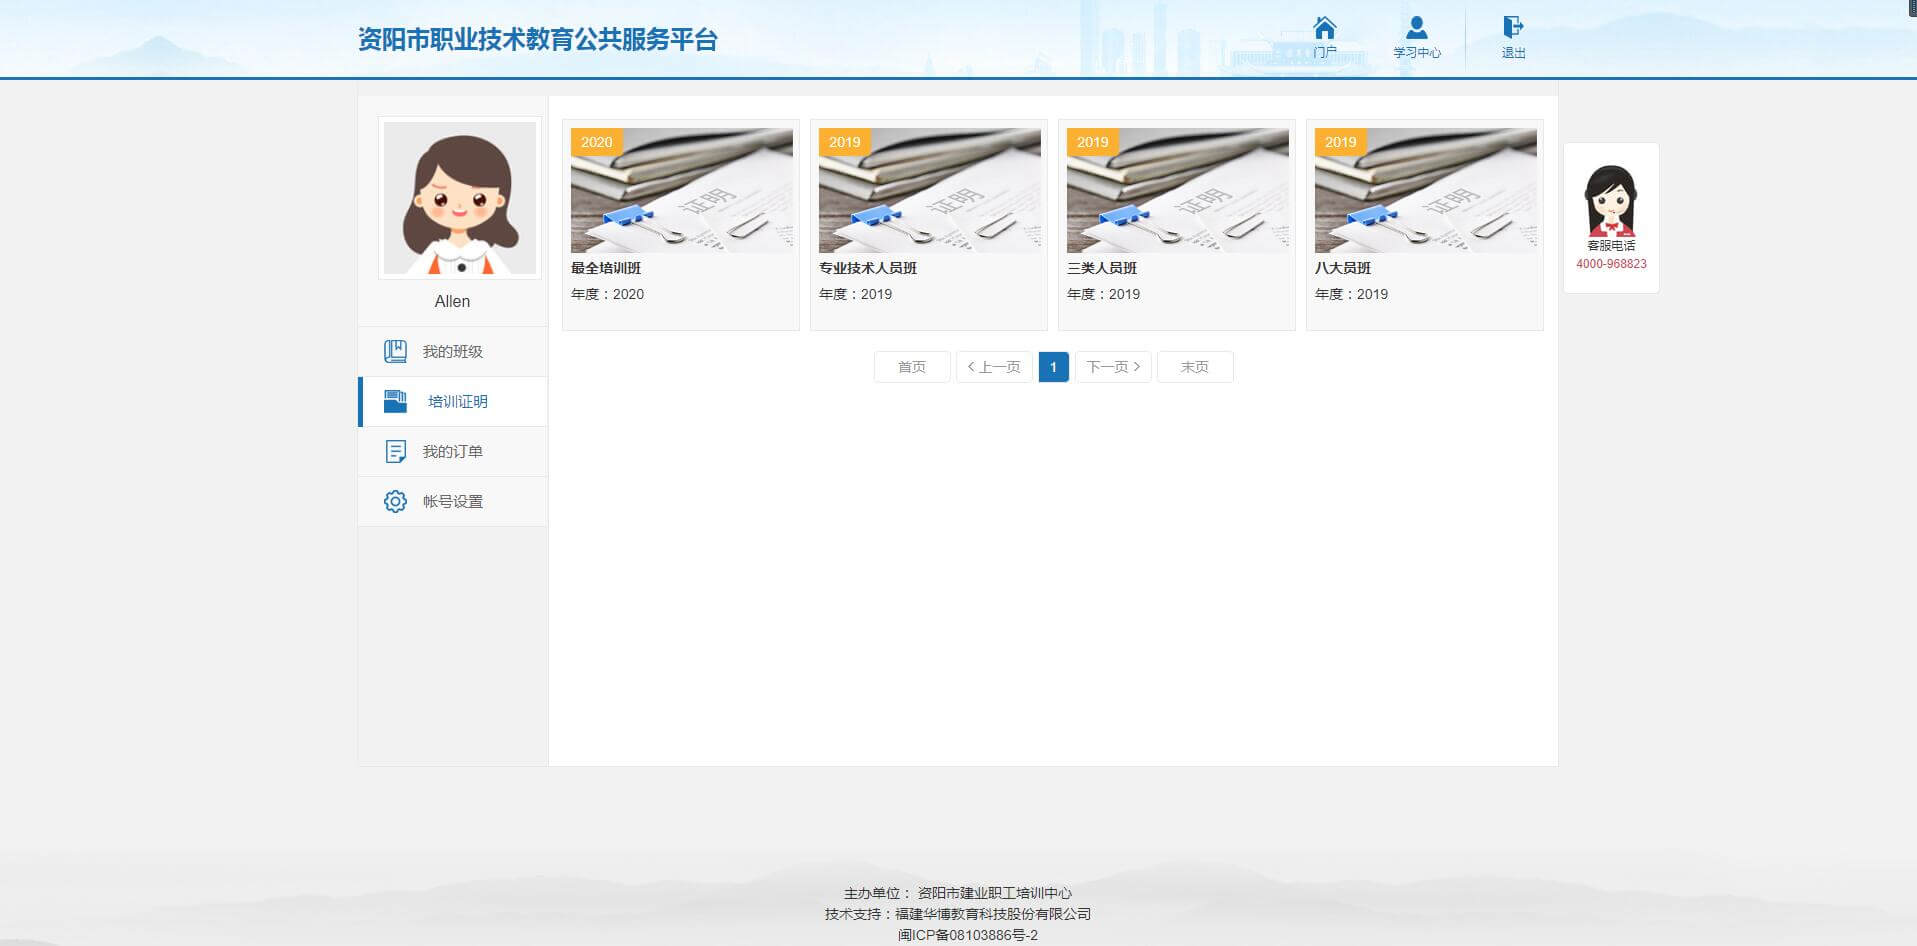 资阳市职业技术教育公共服务平台
门户
学习中心
退出
Allen
我的班级
培训证明
我的订单
帐号设置
2020
证明
最全培训班
年度：2020
2019
证明
专业技术人员班
年度：2019
2019
证明
三类人员班
年度：2019
2019
证明
八大员班
年度：2019
首页 < 上一页 1 下一页 > 末页
客服电话
4000-968823
主办单位： 资阳市建业职工培训中心
技术支持：福建华博教育科技股份有限公司
闽ICP备08103886号-2